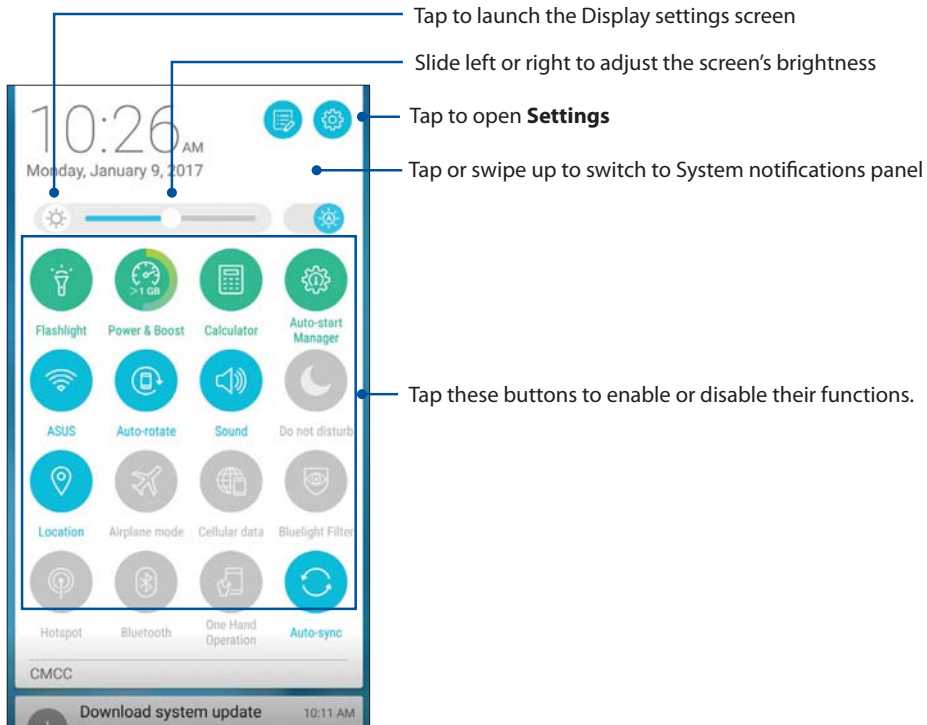 Tap to launch the Display settings screen
Slide left or right to adjust the screen's brightness
Tap to open Settings
Tap or swipe up to switch to System notifications panel
10:26 AM
Monday, January 9, 2017
A
>1 GB
Flashlight Power & Boost Calculator Auto-start
Manager
Tap these buttons to enable or disable their functions.
ASUS Auto-rotate Sound Do not disturb
Location Airplane mode Cellular data Bluelight Filter
Hotspot Bluetooth One Hand
Operation Auto-sync
CMCC
Download system update 10:11 AM